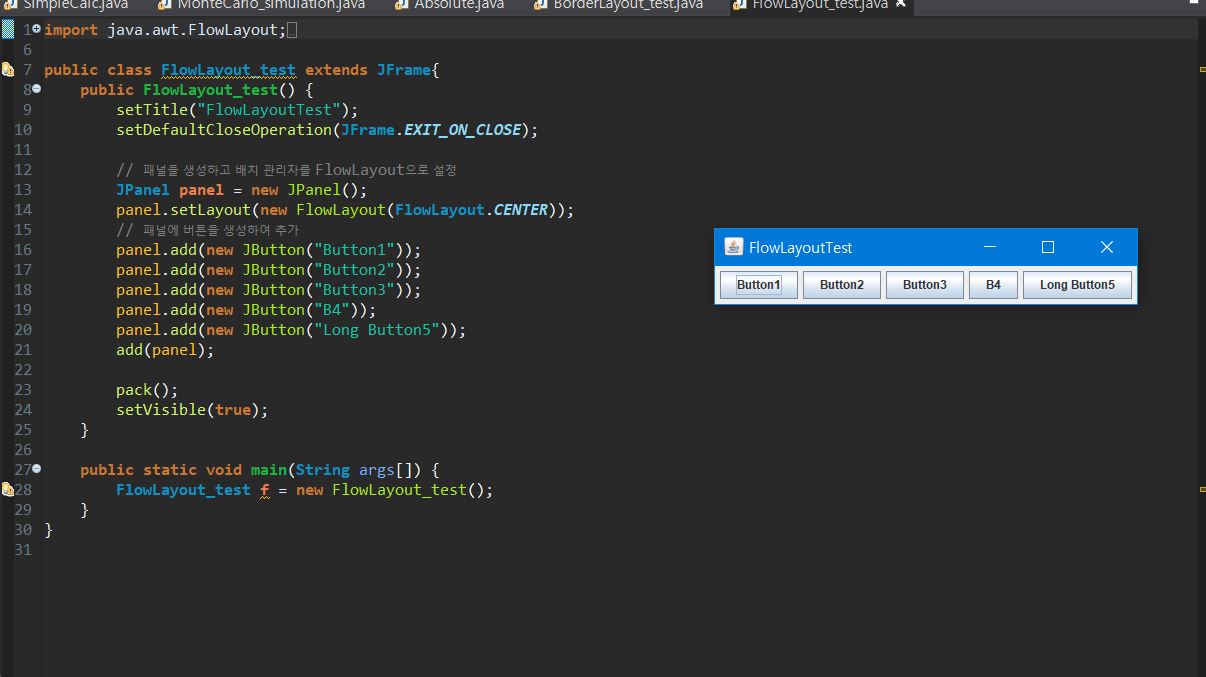 SimpleCalc.java MonteCarlo_simulation.java Absolute.java BorderLayout_test.java FlowLayout_test.java
1 import java.awt.FlowLayout;
6
7 public class FlowLayout_test extends JFrame{
8 public FlowLayout_test() {
9 setTitle("FlowLayoutTest");
10 setDefaultCloseOperation(JFrame.EXIT_ON_CLOSE);
11
12 // 패널을 생성하고 배치 관리자를 FlowLayout으로 설정
13 JPanel panel = new JPanel();
14 panel.setLayout(new FlowLayout(FlowLayout.CENTER));
15 // 패널에 버튼을 생성하여 추가
16 panel.add(new JButton("Button1"));
17 panel.add(new JButton("Button2"));
18 panel.add(new JButton("Button3"));
19 panel.add(new JButton("B4"));
20 panel.add(new JButton("Long Button5"));
21 add(panel);
22
23 pack();
24 setVisible(true);
25 }
26
27 public static void main(String args[]) {
28 FlowLayout_test f = new FlowLayout_test();
29 }
30 }
31
FlowLayoutTest
Button1 Button2 Button3 B4 Long Button5